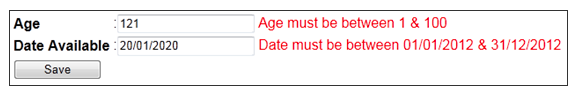 Age : 121 Age must be between 1 & 100
Date Available : 20/01/2020 Date must be between 01/01/2012 & 31/12/2012
Save